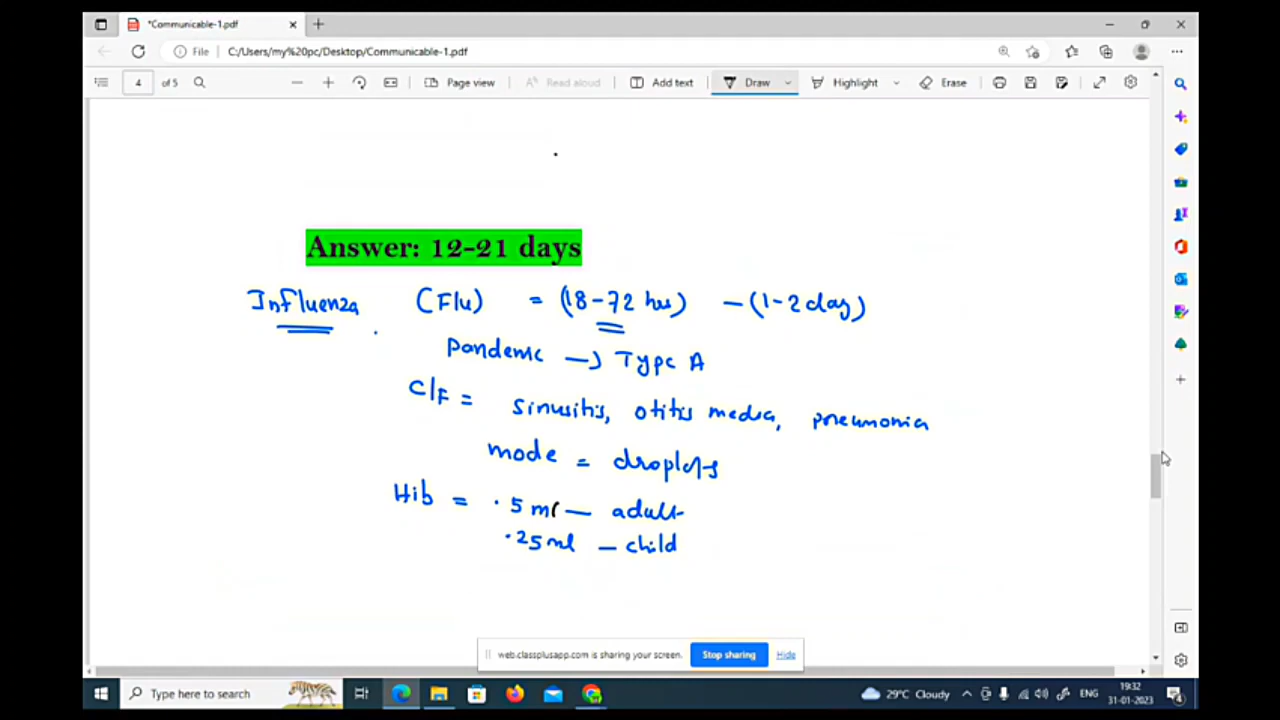 *Communicable-1.pdf
File C:/Users/my%20pc/Desktop/Communicable-1.pdf
4 of 5 Page view Read aloud Add text Draw Highlight Erase
Answer: 12-21 days
Influenza (Flu) = (18-72 hrs) - (1-2 day)
Pandemic → Type A
C/F = sinusitis, otitis media, pneumonia
mode = droplets
Hib = .5 ml - adult
.25 ml - child
web.classplusapp.com is sharing your screen. Stop sharing Hide
Type here to search 29°C Cloudy ENG 19:32
31-01-2023